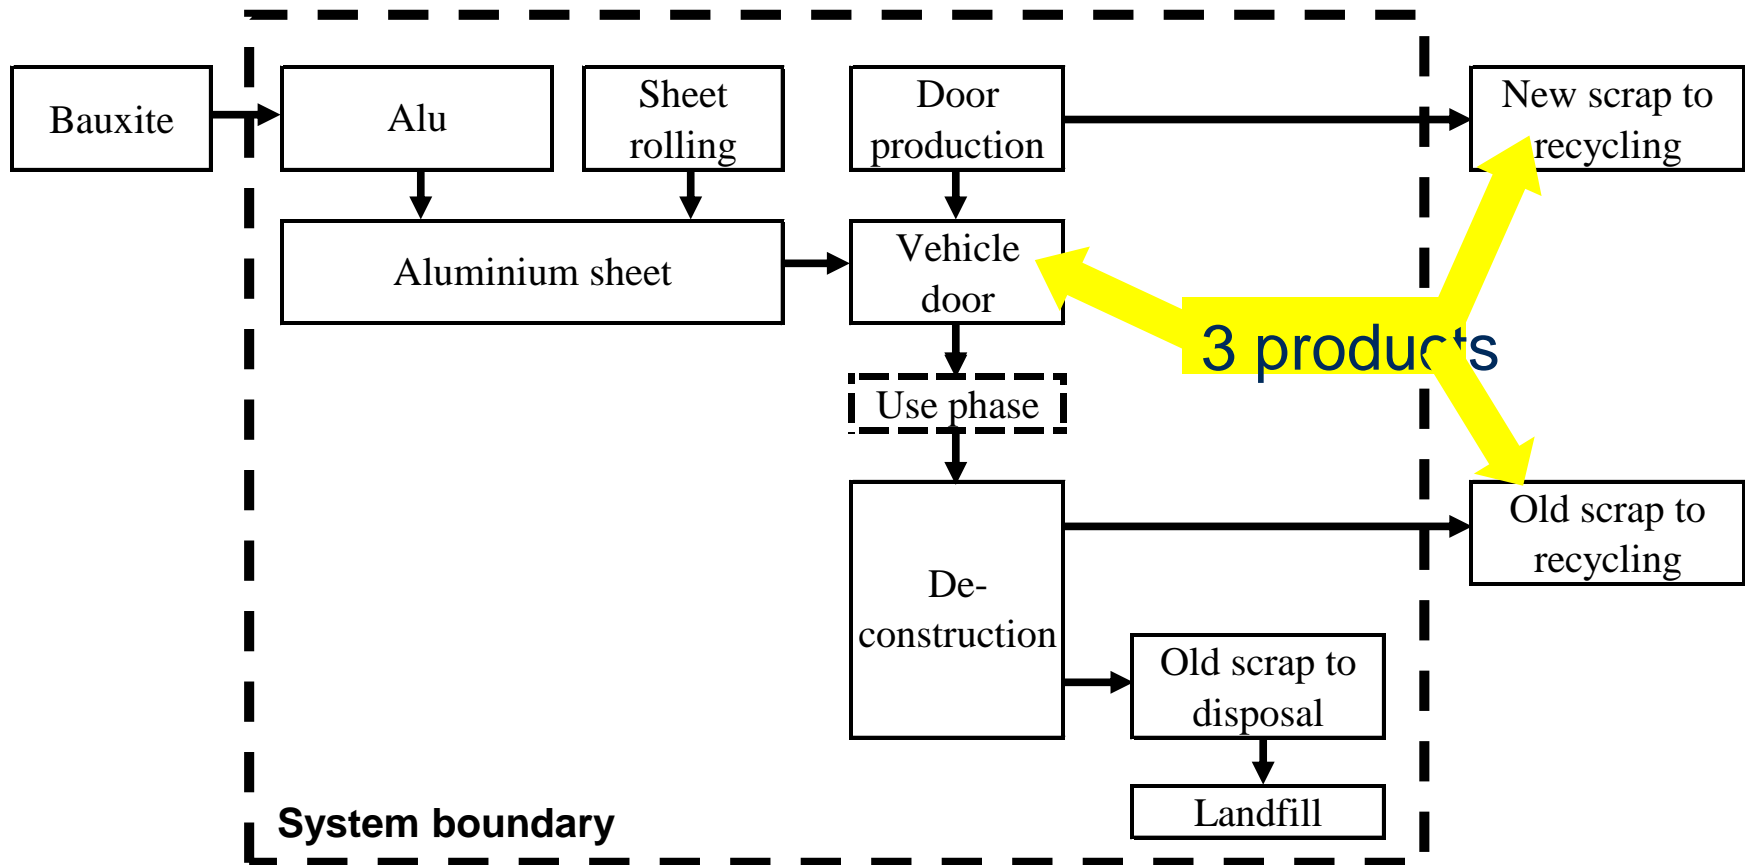 Bauxite
Alu
Sheet
rolling
Door
production
New scrap to
recycling
Aluminium sheet
Vehicle
door
3 products
Use phase
De-
construction
Old scrap to
recycling
Old scrap to
disposal
Landfill
System boundary